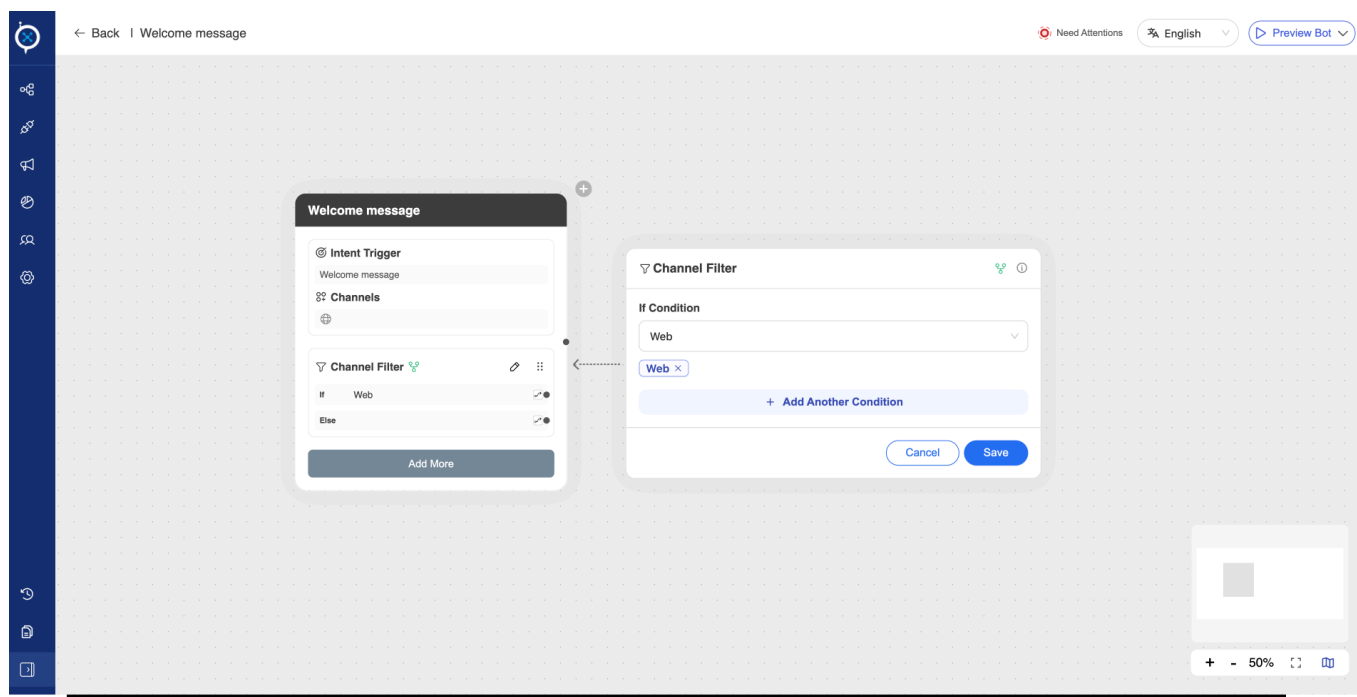 ← Back | Welcome message
Need Attentions
English
Preview Bot
Welcome message
Intent Trigger
Welcome message
Channels
Channel Filter
If Web
Else
Add More
Channel Filter
If Condition
Web
Web ×
+ Add Another Condition
Cancel Save
+ - 50%